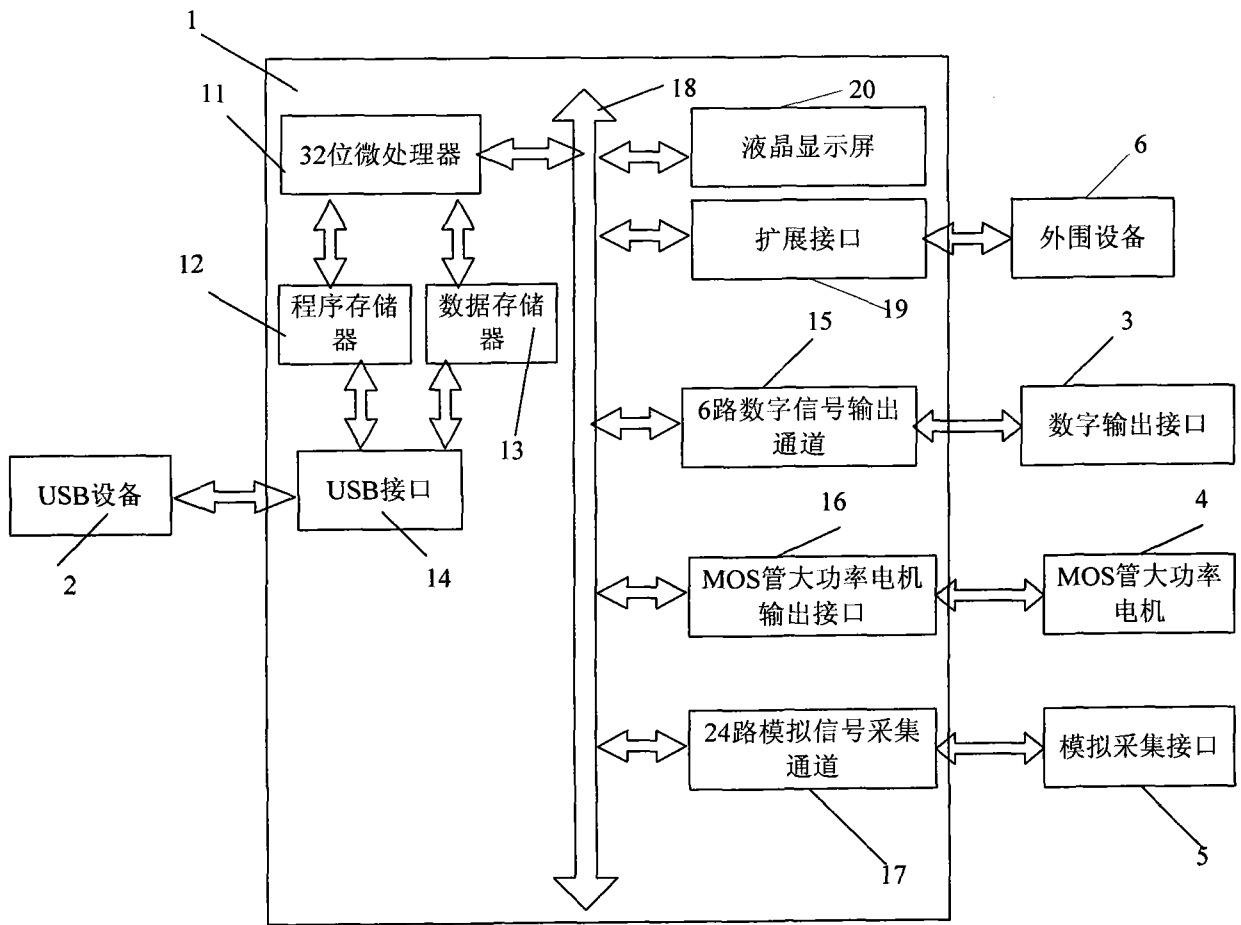 1
18
20
11
32位微处理器
液晶显示屏
6
扩展接口
外围设备
12
19
程序存储
器
数据存储
器
15
3
6路数字信号输出
通道
数字输出接口
13
USB设备
USB接口
2
14
16
4
MOS管大功率电机
输出接口
MOS管大功率
电机
24路模拟信号采集
通道
模拟采集接口
17
5